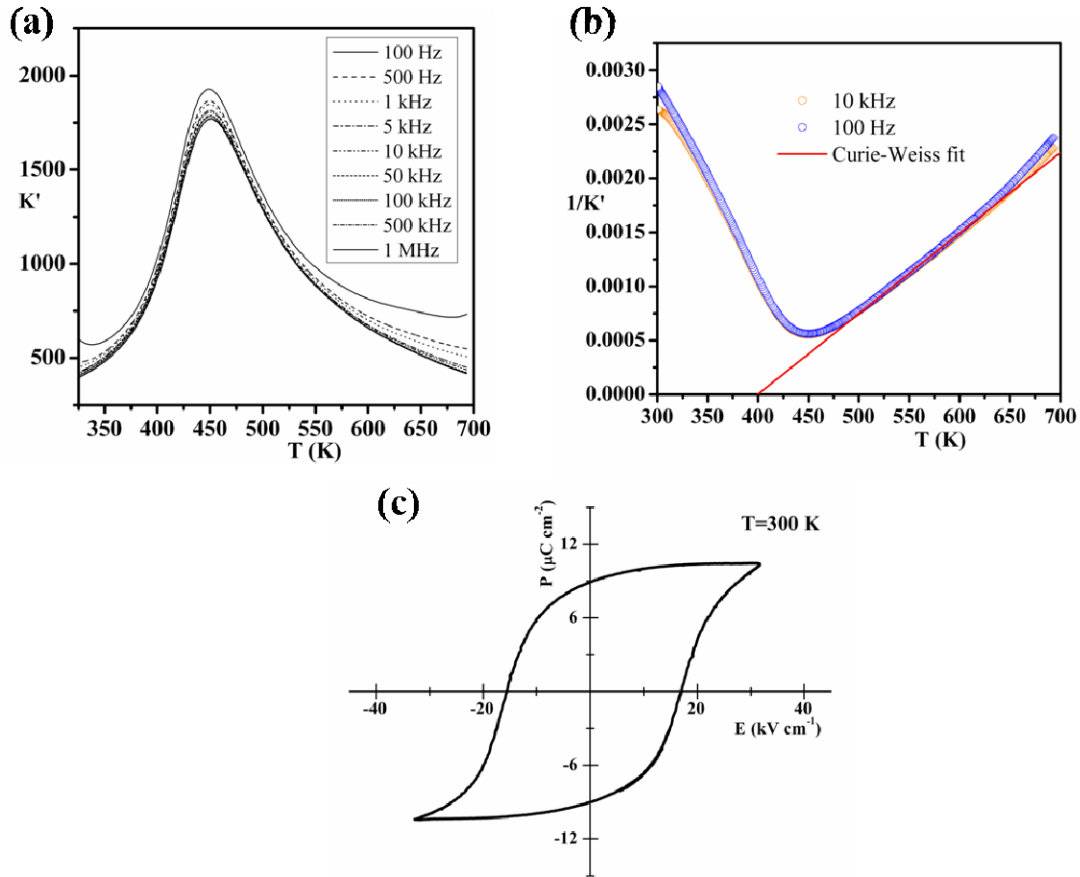 (a)
2000
1500
K'
1000
500
350 400 450 500 550 600 650 700
T (K)
100 Hz
500 Hz
1 kHz
5 kHz
10 kHz
50 kHz
100 kHz
500 kHz
1 MHz
(b)
0.0030
0.0025
0.0020
1/K'
0.0015
0.0010
0.0005
0.0000
300 350 400 450 500 550 600 650 700
T (K)
10 kHz
100 Hz
Curie-Weiss fit
(c)
T=300 K
P (μC cm-2)
12
6
-6
-12
-40 -20 20 40
E (kV cm-1)